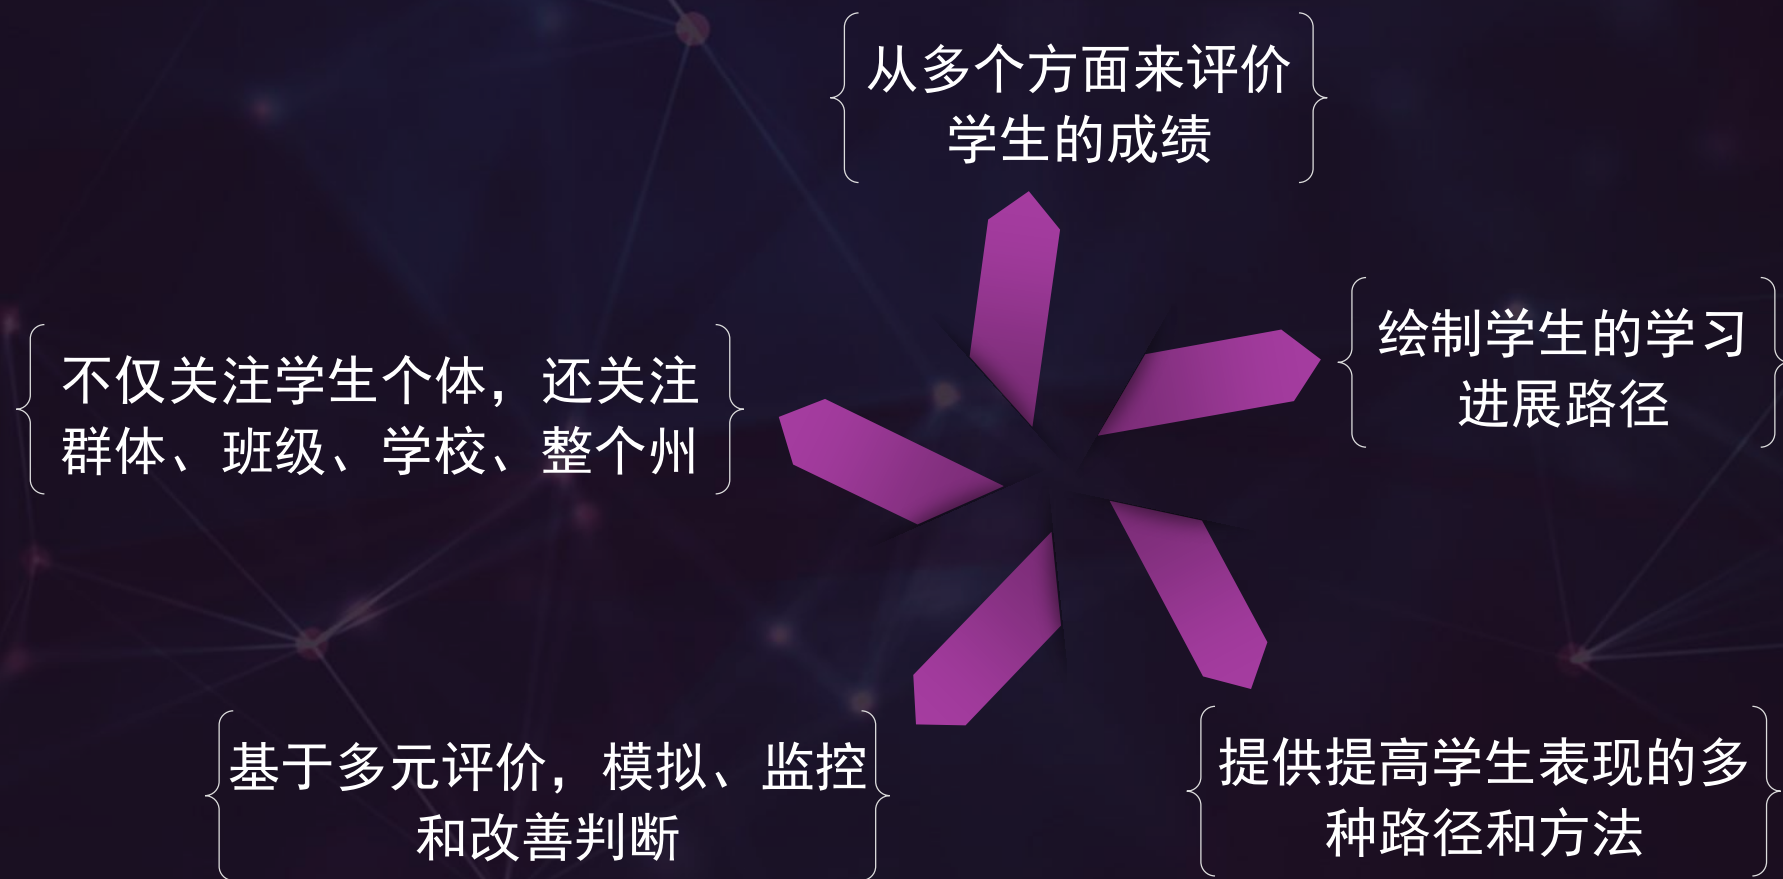 从多个方面来评价
学生的成绩
绘制学生的学习
进展路径
不仅关注学生个体，还关注
群体、班级、学校、整个州
提供提高学生表现的多
种路径和方法
基于多元评价，模拟、监控
和改善判断